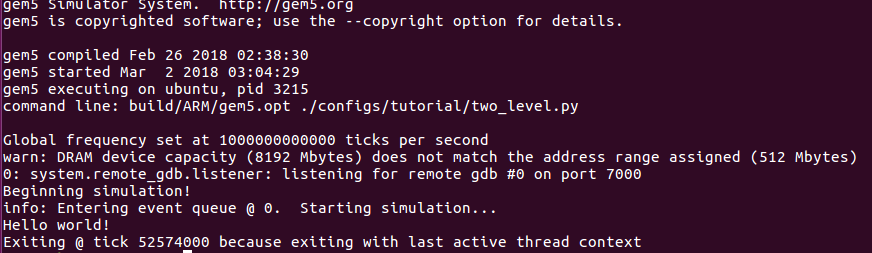 gem5 Simulator System.  http://gem5.org
gem5 is copyrighted software; use the --copyright option for details.
gem5 compiled Feb 26 2018 02:38:30
gem5 started Mar  2 2018 03:04:29
gem5 executing on ubuntu, pid 3215
command line: build/ARM/gem5.opt ./configs/tutorial/two_level.py
Global frequency set at 1000000000000 ticks per second
warn: DRAM device capacity (8192 Mbytes) does not match the address range assigned (512 Mbytes)
0: system.remote_gdb.listener: listening for remote gdb #0 on port 7000
Beginning simulation!
info: Entering event queue @ 0.  Starting simulation...
Hello world!
Exiting @ tick 52574000 because exiting with last active thread context